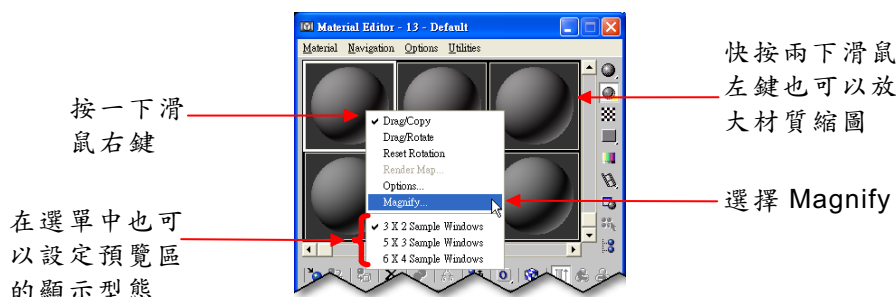 Material Editor - 13 - Default
Material Navigation Options Utilities
按一下滑
鼠右鍵
Drag/Copy
Drag/Rotate
Reset Rotation
Render Map...
Options...
Magnify...
3 X 2 Sample Windows
5 X 3 Sample Windows
6 X 4 Sample Windows
快按兩下滑鼠
左鍵也可以放
大材質縮圖
選擇 Magnify
在選單中也可
以設定預覽區
的顯示型態